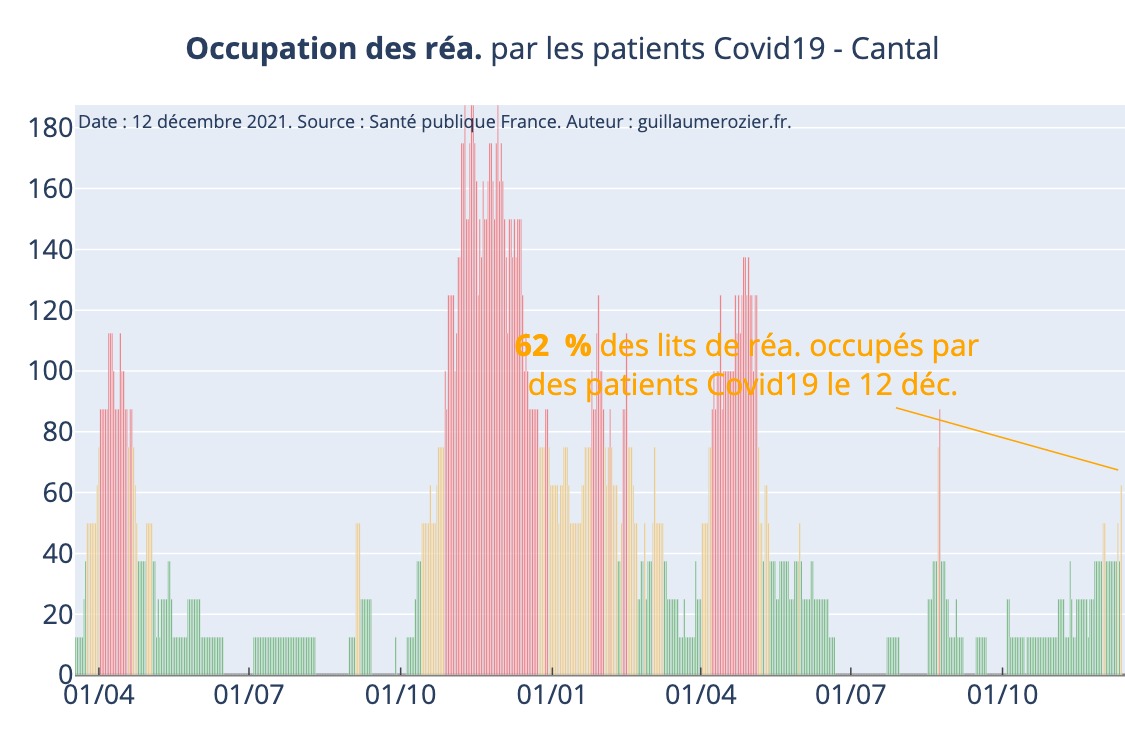 Occupation des réa. par les patients Covid19 - Cantal
180
Date : 12 décembre 2021. Source : Santé publique France. Auteur : guillaumerozier.fr.
160
140
120
62 % des lits de réa. occupés par
des patients Covid19 le 12 déc.
100
80
60
40
20
0
01/04 01/07 01/10 01/01 01/04 01/07 01/10